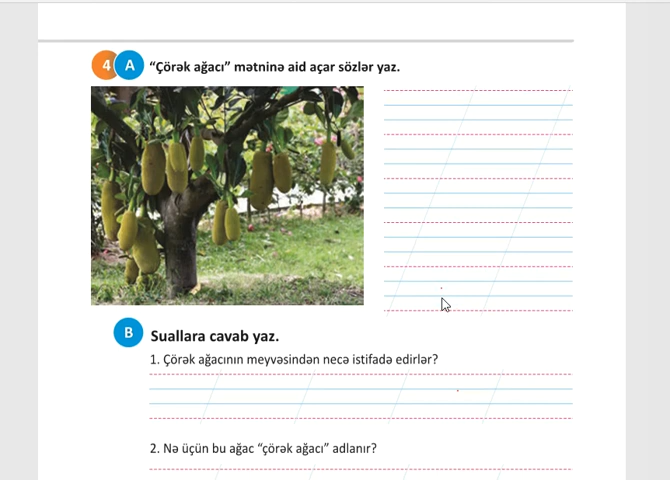 4 A "Çörək ağacı" mətninə aid açar sözlər yaz.
B Suallara cavab yaz.
1. Çörək ağacının meyvəsindən necə istifadə edirlər?
2. Nə üçün bu ağac "çörək ağacı" adlanır?